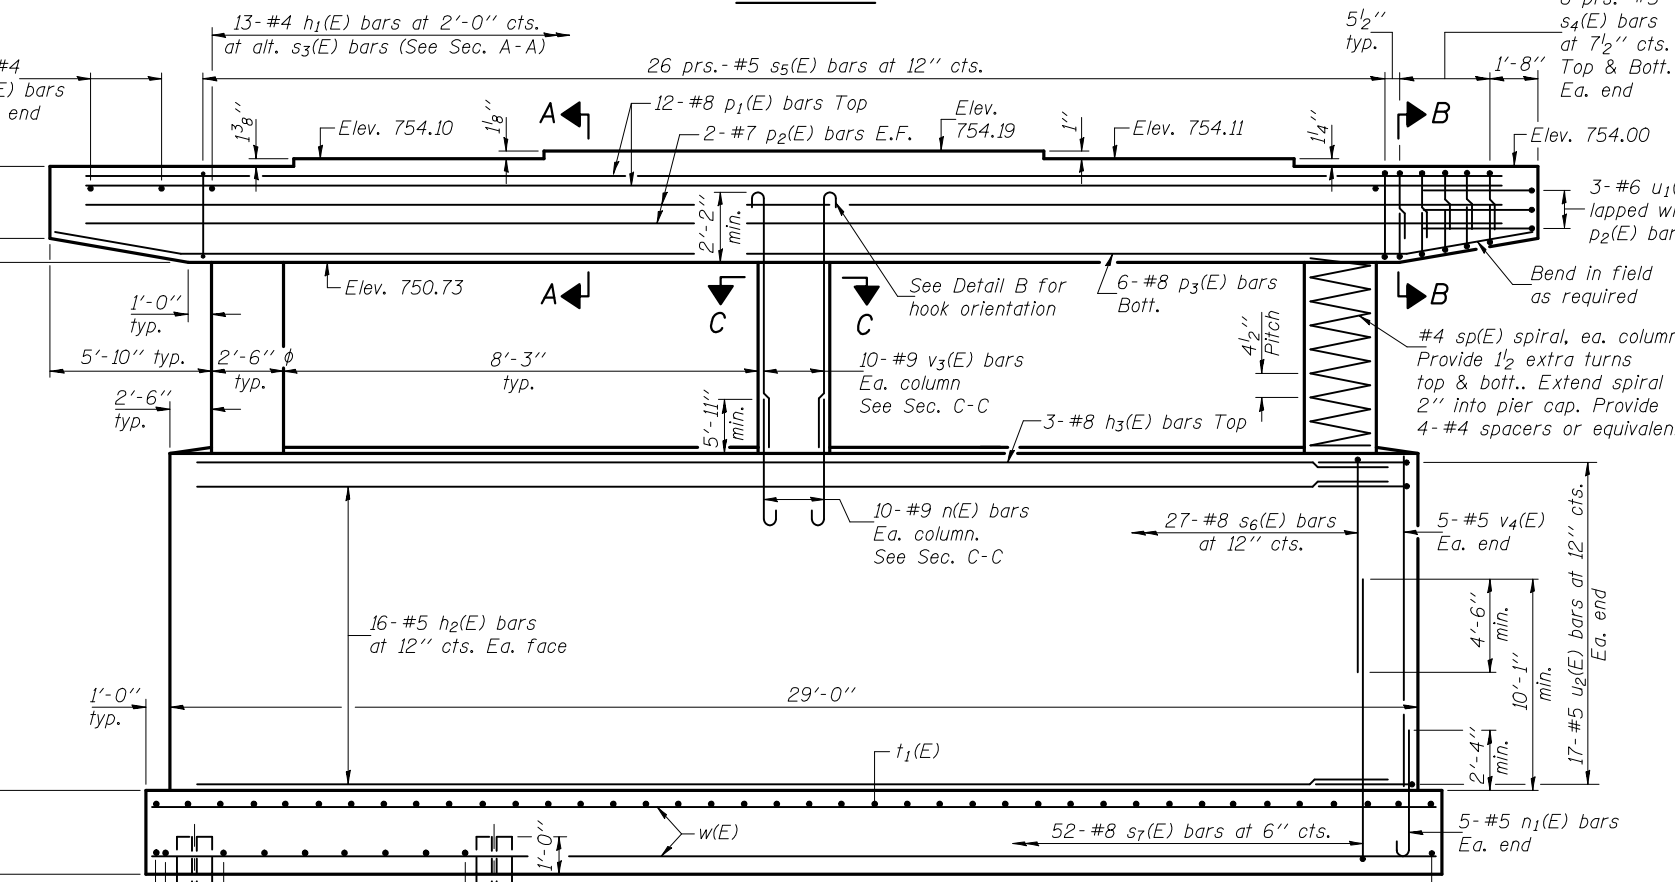 13-#4 h1(E) bars at 2'-0" cts.
at alt. s3(E) bars (See Sec. A-A)
#4
bars
end
26 prs.-#5 s5(E) bars at 12" cts.
5½"
typ.
s4(E) bars
at 7½" cts.
Top & Bott.
Ea. end
1'-8"
1⅜"
Elev. 754.10
1⅛"
A
12-#8 p1(E) bars Top
2-#7 p2(E) bars E.F.
Elev.
754.19
1"
Elev. 754.11
1¼"
B
Elev. 754.00
2'-2"
min.
3-#6
lapped
p2(E)
Elev. 750.73
A
C
C
See Detail B for
hook orientation
6-#8 p3(E) bars
Bott.
B
Bend in field
as required
1'-0"
typ.
5'-10" typ.
2'-6" ϕ
typ.
8'-3"
typ.
10-#9 v3(E) bars
Ea. column
See Sec. C-C
4½"
Pitch
#4 sp(E) spiral, ea. column
Provide 1½ extra turns
top & bott.. Extend spiral
2" into pier cap. Provide
4-#4 spacers or
2'-6"
typ.
5'-11"
min.
3-#8 h3(E) bars Top
10-#9 n(E) bars
Ea. column.
See Sec. C-C
27-#8 s6(E) bars
at 12" cts.
5-#5 v4(E)
Ea. end
17-#5 u2(E) bars at 12" cts.
Ea. end
16-#5 h2(E) bars
at 12" cts. Ea. face
4'-6"
min.
10'-1"
min.
1'-0"
typ.
29'-0"
2'-4"
min.
t1(E)
w(E)
1'-0"
52-#8 s7(E) bars at 6" cts.
5-#5 n1(E) bars
Ea. end